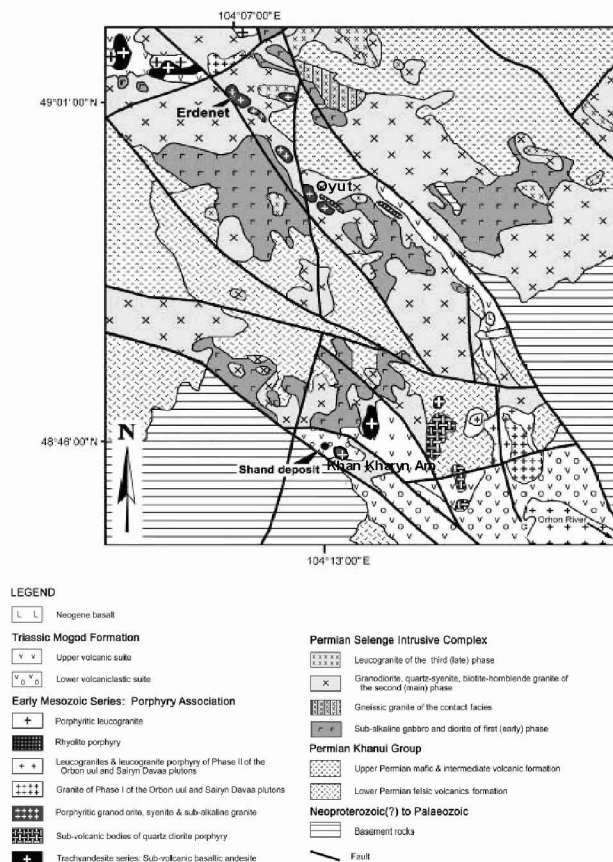 104°07'00"E
49°01'00"N
Erdenet
Oyut
48°46'00"N
N
Shand deposit
Khan Kharyn Am
Orhon River
104°13'00"E
LEGEND
Neogene basalt
Triassic Mogod Formation
Upper volcanic suite
Lower volcaniclastic suite
Early Mesozoic Series: Porphyry Association
Porphyritic leucogranite
Rhyolite porphyry
Leucogranites & leucogranite porphyry of Phase II of the
Orbon uul and Sairyn Davaa plutons
Granite of Phase I of the Orbon uul and Sairyn Davaa plutons
Porphyritic granodiorite, syenite & sub-alkaline granite
Sub-volcanic bodies of quartz diorite porphyry
Trachyandesite series: Sub-volcanic basaltic andesite
Permian Selenge Intrusive Complex
Leucogranite of the third (late) phase
Granodiorite, quartz-syenite, biotite-hornblende granite of
the second (main) phase
Gneissic granite of the contact facies
Sub-alkaline gabbro and diorite of first (early) phase
Permian Khanui Group
Upper Permian mafic & intermediate volcanic formation
Lower Permian felsic volcanics formation
Neoproterozoic(?) to Palaeozoic
Basement rocks
Fault